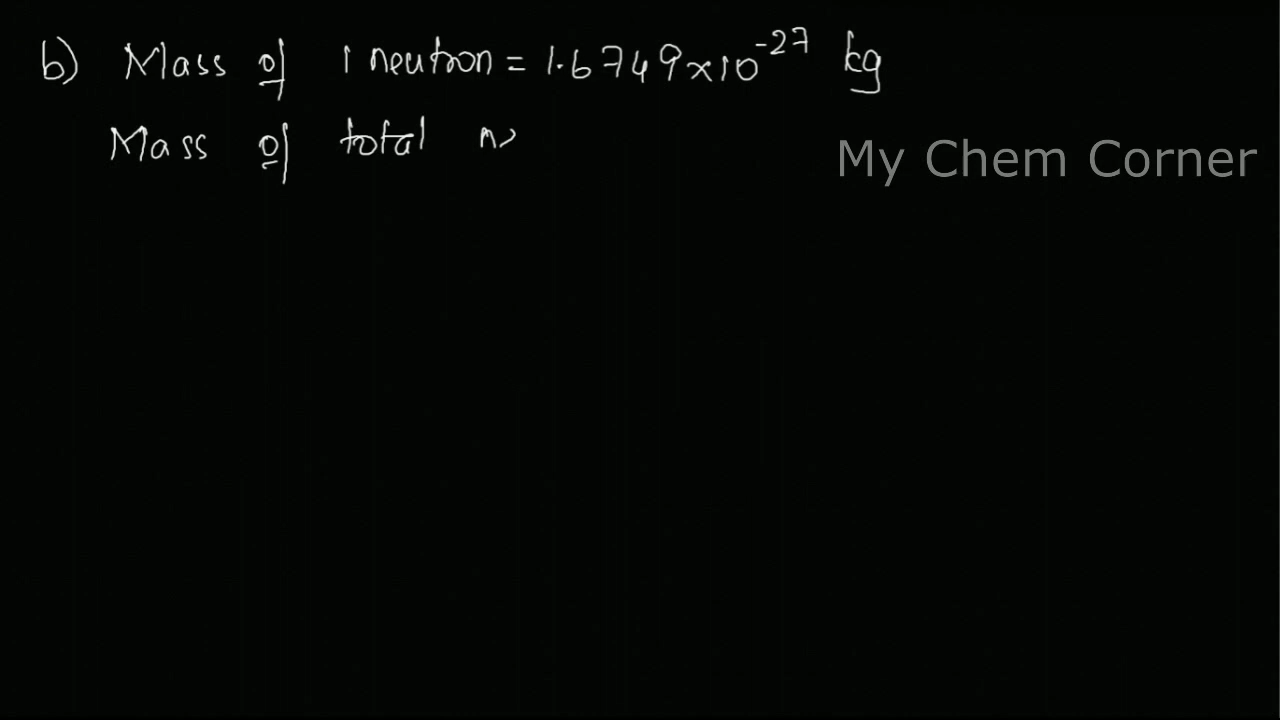 b) Mass of 1 neutron = 1.6749×10⁻²⁷ kg
Mass of total
My Chem Corner